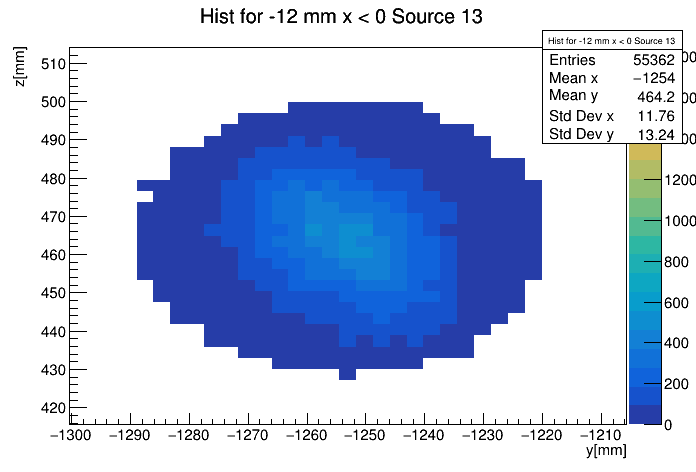 Hist for -12 mm x < 0 Source 13
Hist for -12 mm x < 0 Source 13
Entries 55362
Mean x −1254
Mean y 464.2
Std Dev x 11.76
Std Dev y 13.24
z[mm]
510
500
490
480
470
460
450
440
430
420
−1300 −1290 −1280 −1270 −1260 −1250 −1240 −1230 −1220 −1210
y[mm]
1200
1000
800
600
400
200
0